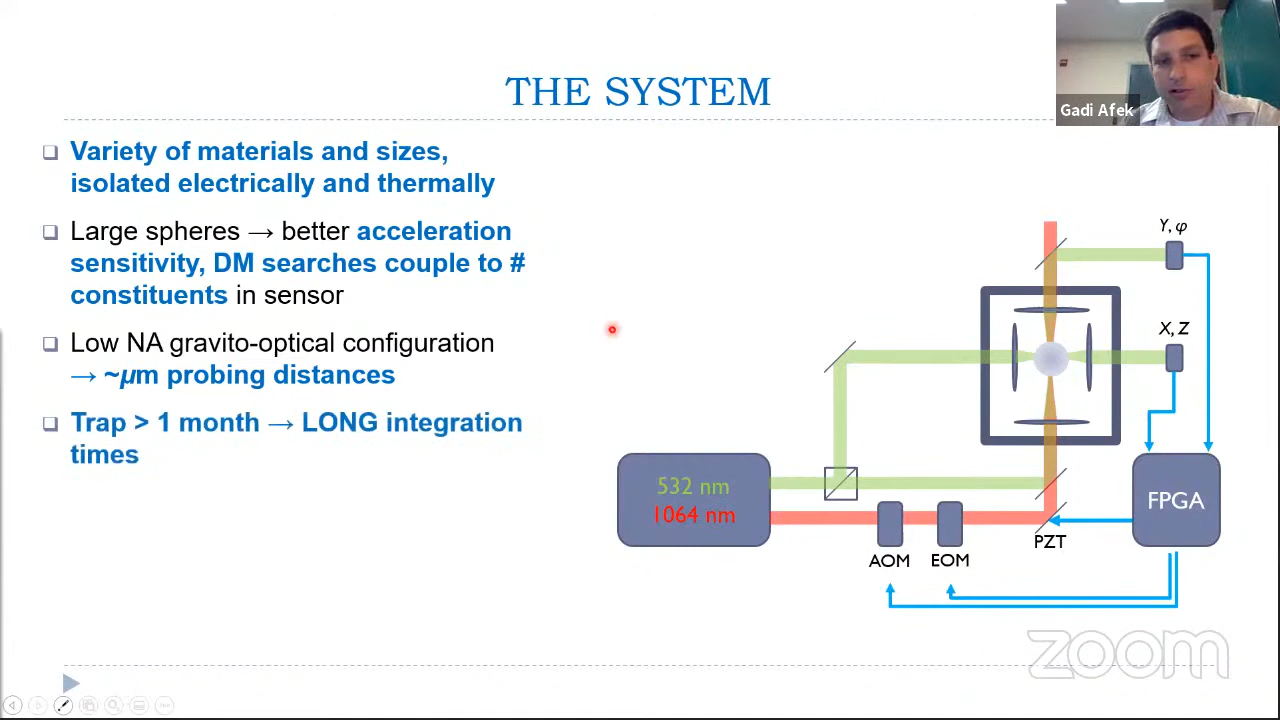 THE SYSTEM
Gadi Afek
Variety of materials and sizes,
isolated electrically and thermally
Large spheres → better acceleration
sensitivity, DM searches couple to #
constituents in sensor
Low NA gravito-optical configuration
→ ~µm probing distances
Trap > 1 month → LONG integration
times
Y, φ
X, Z
532 nm
1064 nm
AOM
EOM
PZT
FPGA
zoom